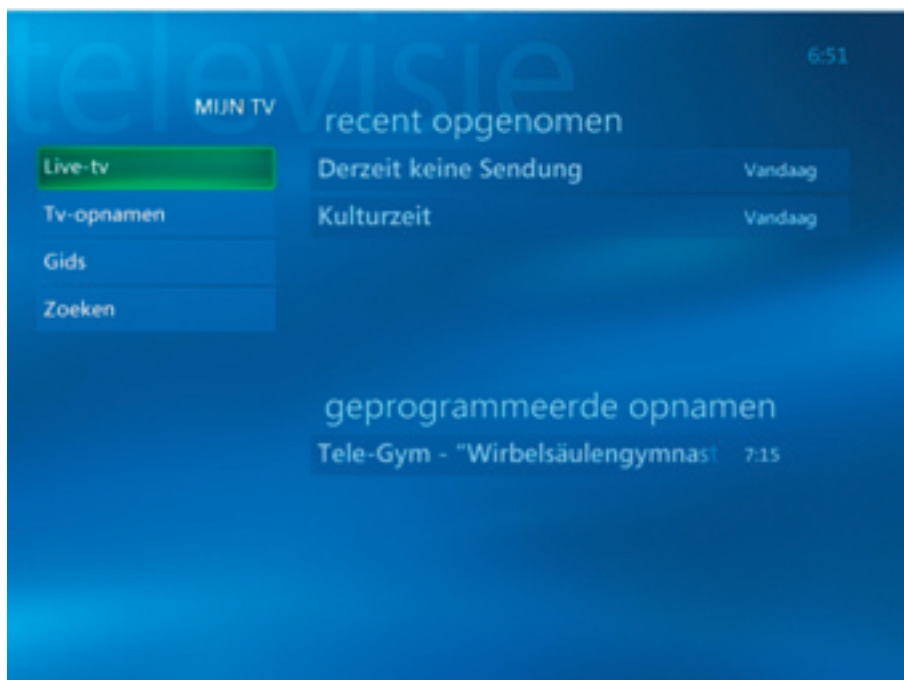 televisie
6:51
MIJN TV
recent opgenomen
Live-tv
Derzeit keine Sendung Vandaag
Tv-opnamen
Kulturzeit Vandaag
Gids
Zoeken
geprogrammeerde opnamen
Tele-Gym - "Wirbelsäulengymnast 7:15